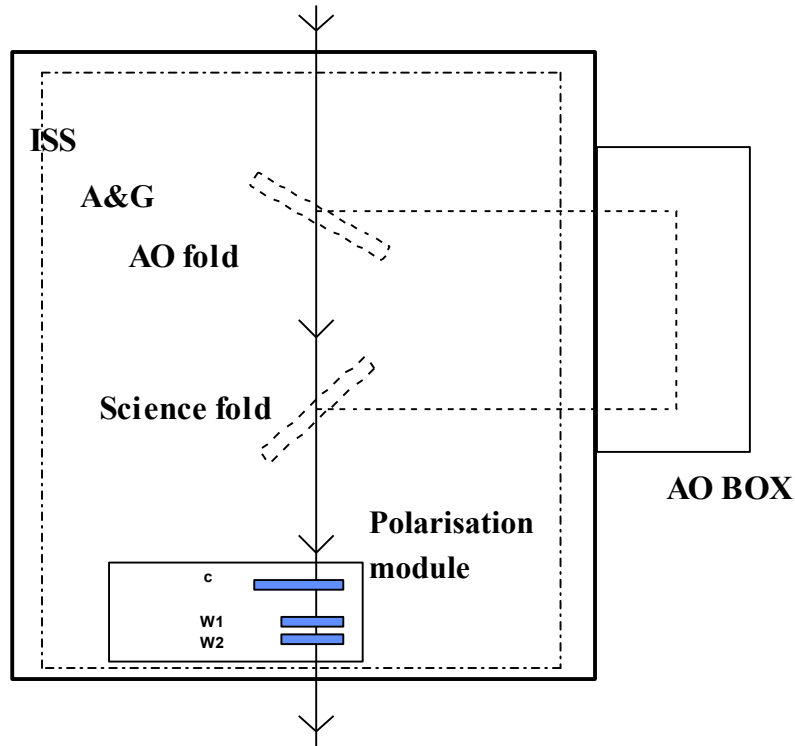 ISS
A&G
AO fold
Science fold
AO BOX
Polarisation
module
c
W1
W2